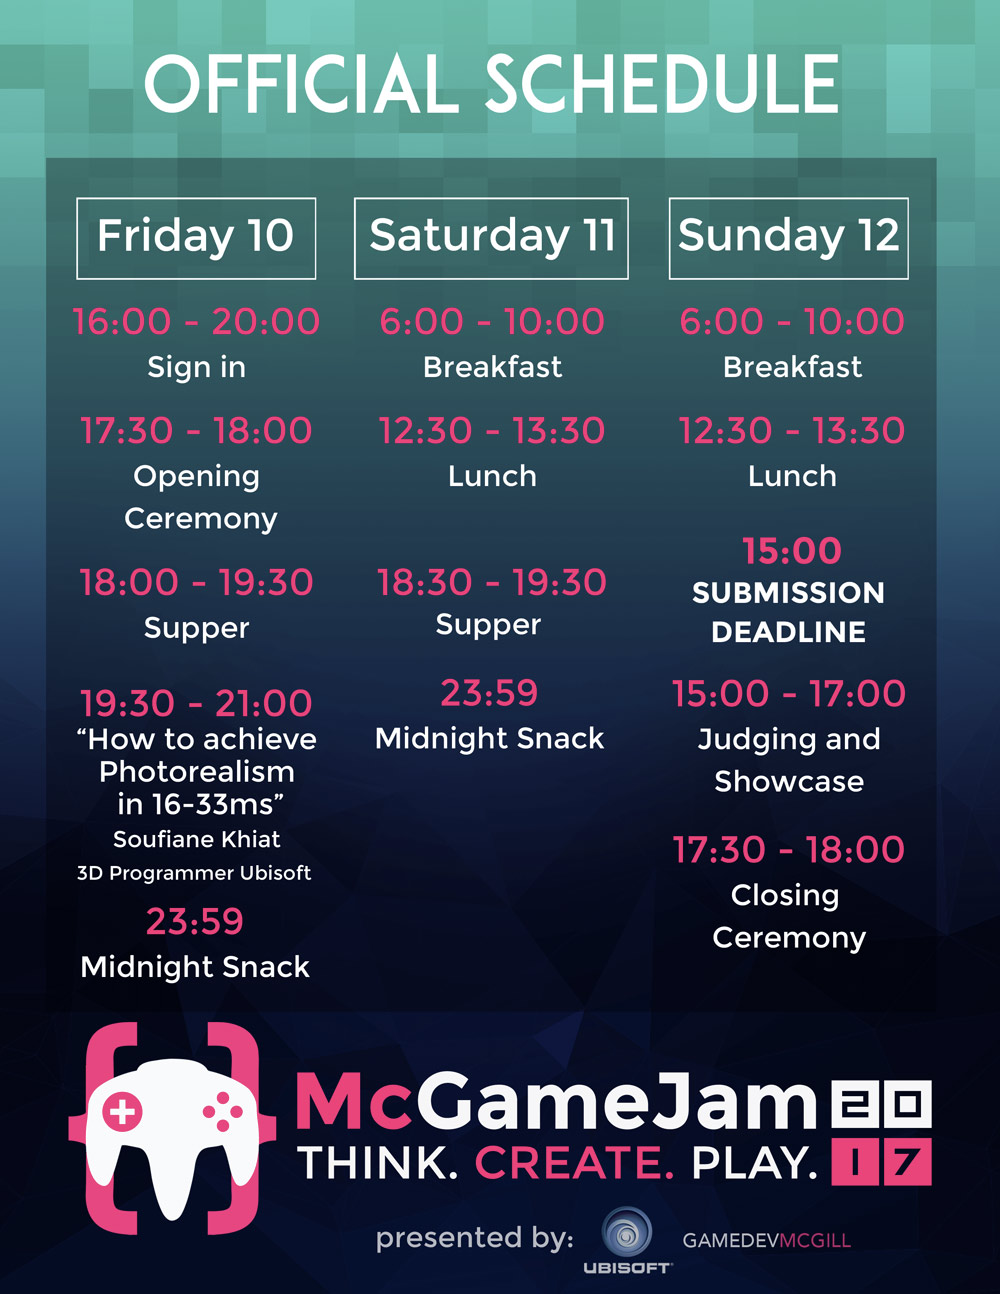 OFFICIAL SCHEDULE
Friday 10
16:00 - 20:00
Sign in
17:30 - 18:00
Opening
Ceremony
18:00 - 19:30
Supper
19:30 - 21:00
“How to achieve
Photorealism
in 16-33ms”
Soufiane Khiat
3D Programmer Ubisoft
23:59
Midnight Snack
Saturday 11
6:00 - 10:00
Breakfast
12:30 - 13:30
Lunch
18:30 - 19:30
Supper
23:59
Midnight Snack
Sunday 12
6:00 - 10:00
Breakfast
12:30 - 13:30
Lunch
15:00
SUBMISSION
DEADLINE
15:00 - 17:00
Judging and
Showcase
17:30 - 18:00
Closing
Ceremony
McGameJam 20
THINK. CREATE. PLAY. 17
presented by:
UBISOFT
GAMEDEVMCGILL